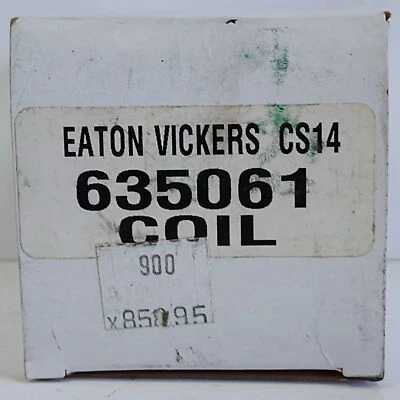 EATON VICKERS CS14
635061
COIL
900
x850.95